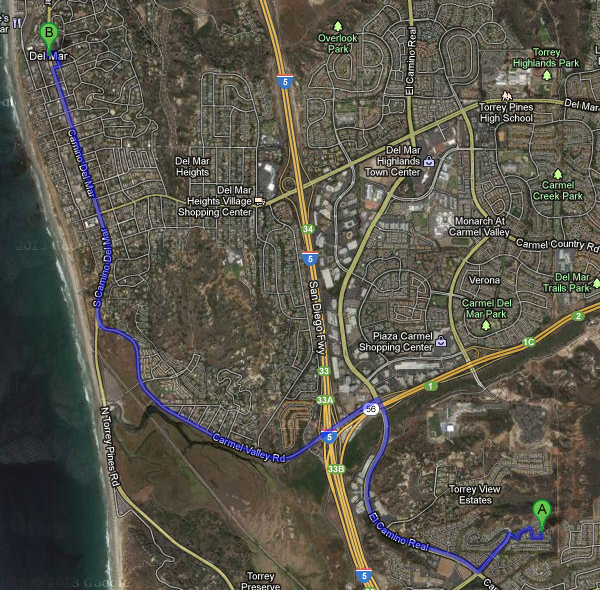 B
Del Mar
Overlook
Park
El Camino Real
Torrey
Highlands Park
5
Torrey Pines
High School
Del Mar
Camino Del Mar
Del Mar
Heights
Del Mar
Highlands
Town Center
Del Mar
Heights Village
Shopping Center
Carmel
Creek Park
34
Monarch At
Carmel Valley
Carmel Country Rd
5
S Camino Del Mar
San Diego Fwy
Verona
Del Mar
Trails Park
Carmel Del
Mar Park
2
Plaza Carmel
Shopping Center
1C
33
1
33A
56
N Torrey Pines Rd
5
Carmel Valley Rd
33B
Torrey View
Estates
A
El Camino Real
5
Torrey
Preserve
Car